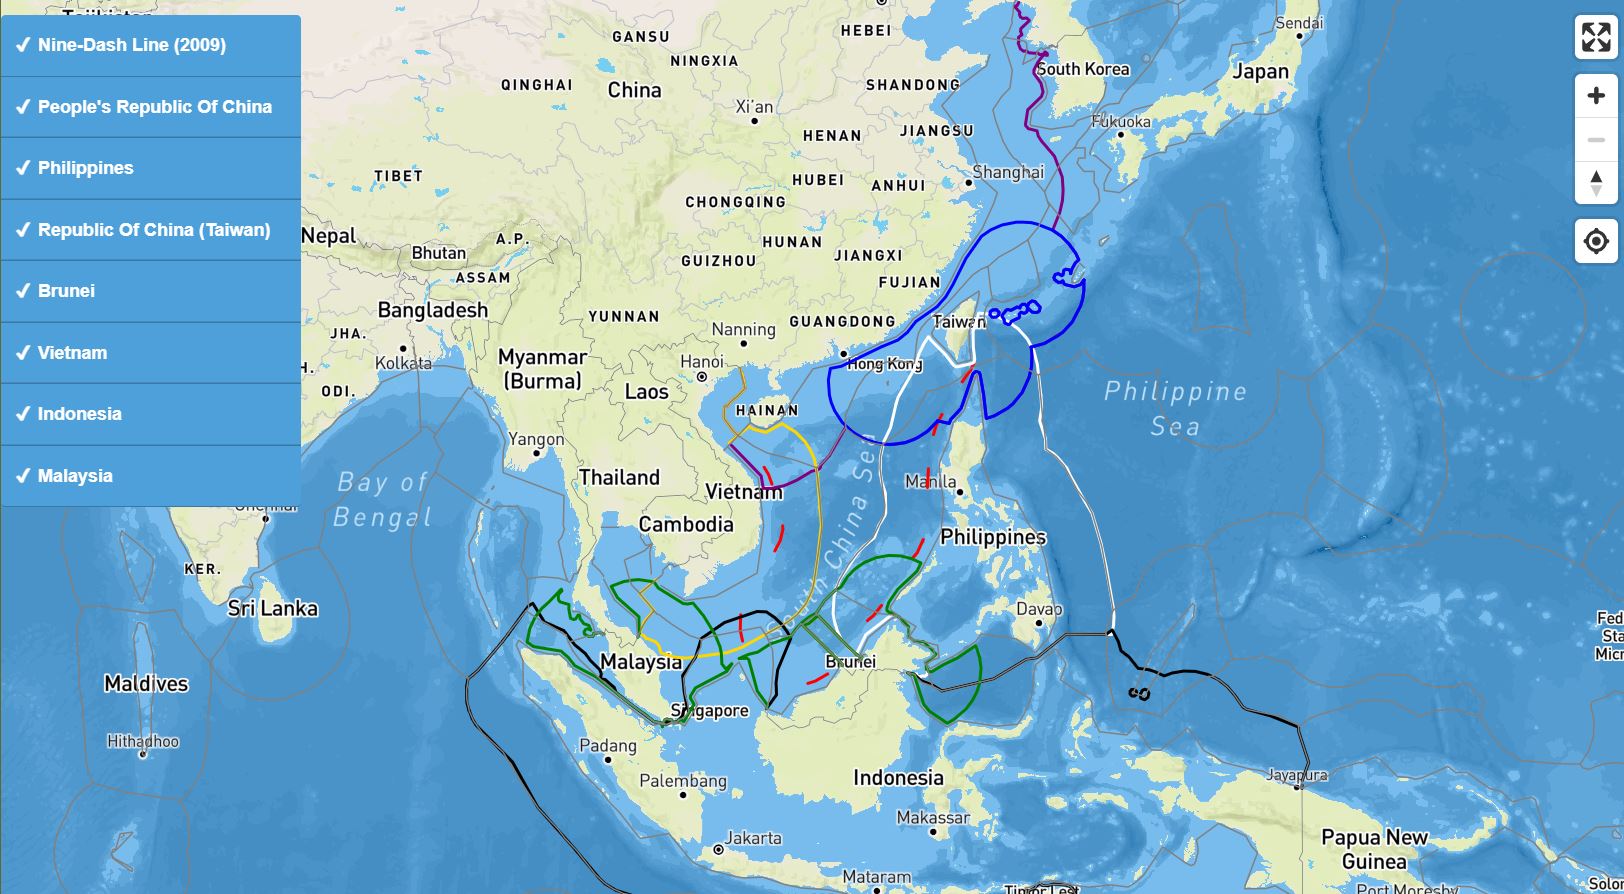 ✓ Nine-Dash Line (2009)
✓ People's Republic Of China
✓ Philippines
✓ Republic Of China (Taiwan)
✓ Brunei
✓ Vietnam
✓ Indonesia
✓ Malaysia
GANSU
HEBEI
NINGXIA
QINGHAI
China
SHANDONG
South Korea
Japan
Sendai
Xi'an
HENAN
JIANGSU
Fukuoka
TIBET
HUBEI
ANHUI
Shanghai
CHONGQING
Nepal
Bhutan
A.P.
HUNAN
JIANGXI
GUIZHOU
ASSAM
FUJIAN
Bangladesh
YUNNAN
Nanning
GUANGDONG
Taiwan
JHA.
Kolkata
Myanmar
(Burma)
Hanoi
Hong Kong
H.
ODI.
Laos
HAINAN
Philippine
Sea
Yangon
Bay of
Bengal
Thailand
Vietnam
Manila
Chennai
Cambodia
South China Sea
Philippines
KER.
Sri Lanka
Davao
Fed
Sta
Micr
Malaysia
Brunei
Maldives
Singapore
Hithadhoo
Padang
Palembang
Indonesia
Jayapura
Makassar
Jakarta
Papua New
Guinea
Mataram
Timor Lest
Port Moresby
Solo